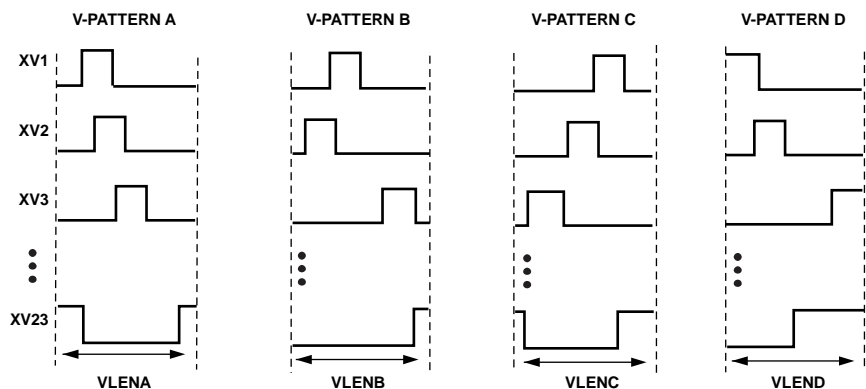 V-PATTERN A V-PATTERN B V-PATTERN C V-PATTERN D
XV1
XV2
XV3
XV23
VLENA VLENB VLENC VLEND